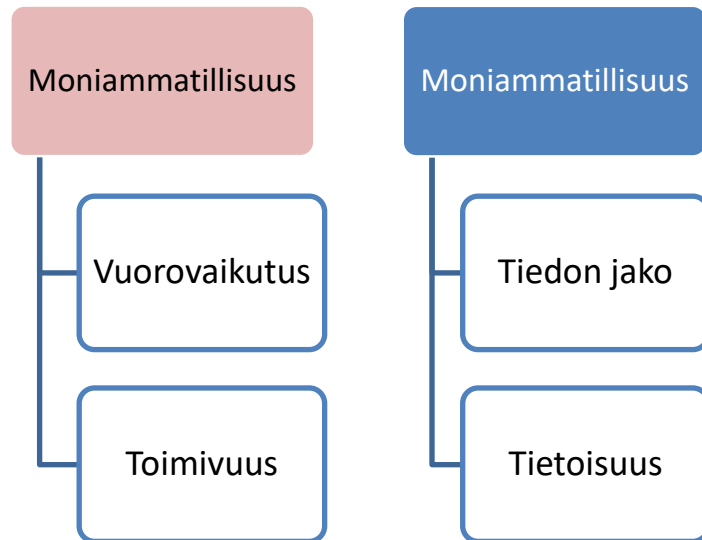 Moniammatillisuus
Vuorovaikutus
Toimivuus
Moniammatillisuus
Tiedon jako
Tietoisuus